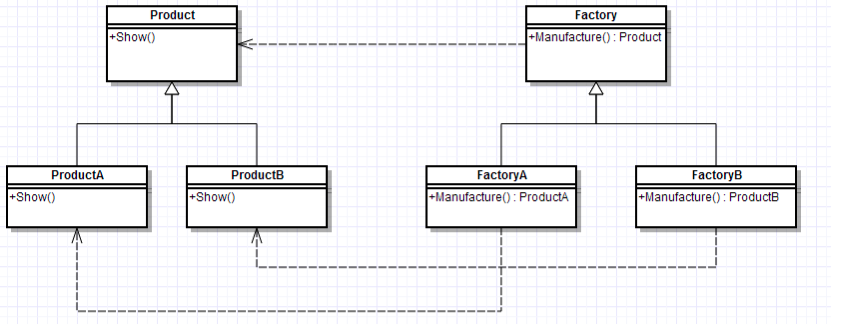 Product
+Show()
Factory
+Manufacture() : Product
ProductA
+Show()
ProductB
+Show()
FactoryA
+Manufacture() : ProductA
FactoryB
+Manufacture() : ProductB